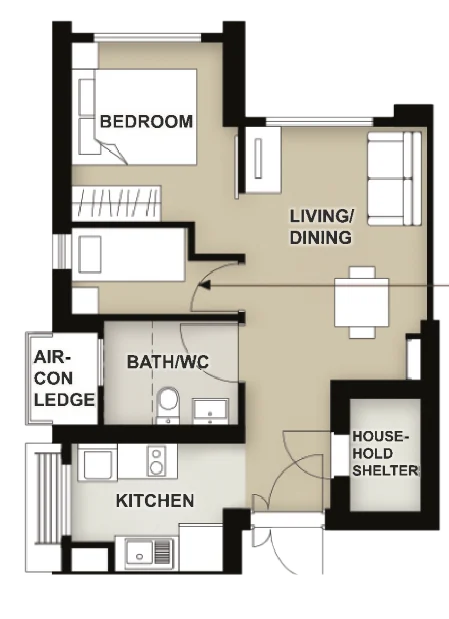 BEDROOM
LIVING/
DINING
AIR-
CON
LEDGE
BATH/WC
HOUSE-
HOLD
SHELTER
KITCHEN